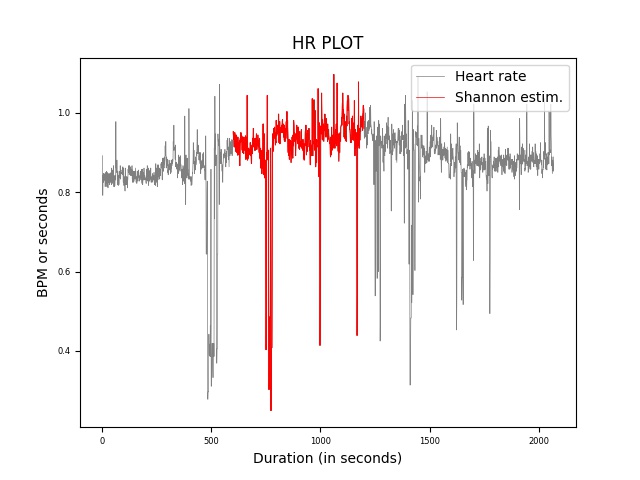 HR PLOT
Heart rate
Shannon estim.
BPM or seconds
1.0
0.8
0.6
0.4
0
500
1000
1500
2000
Duration (in seconds)